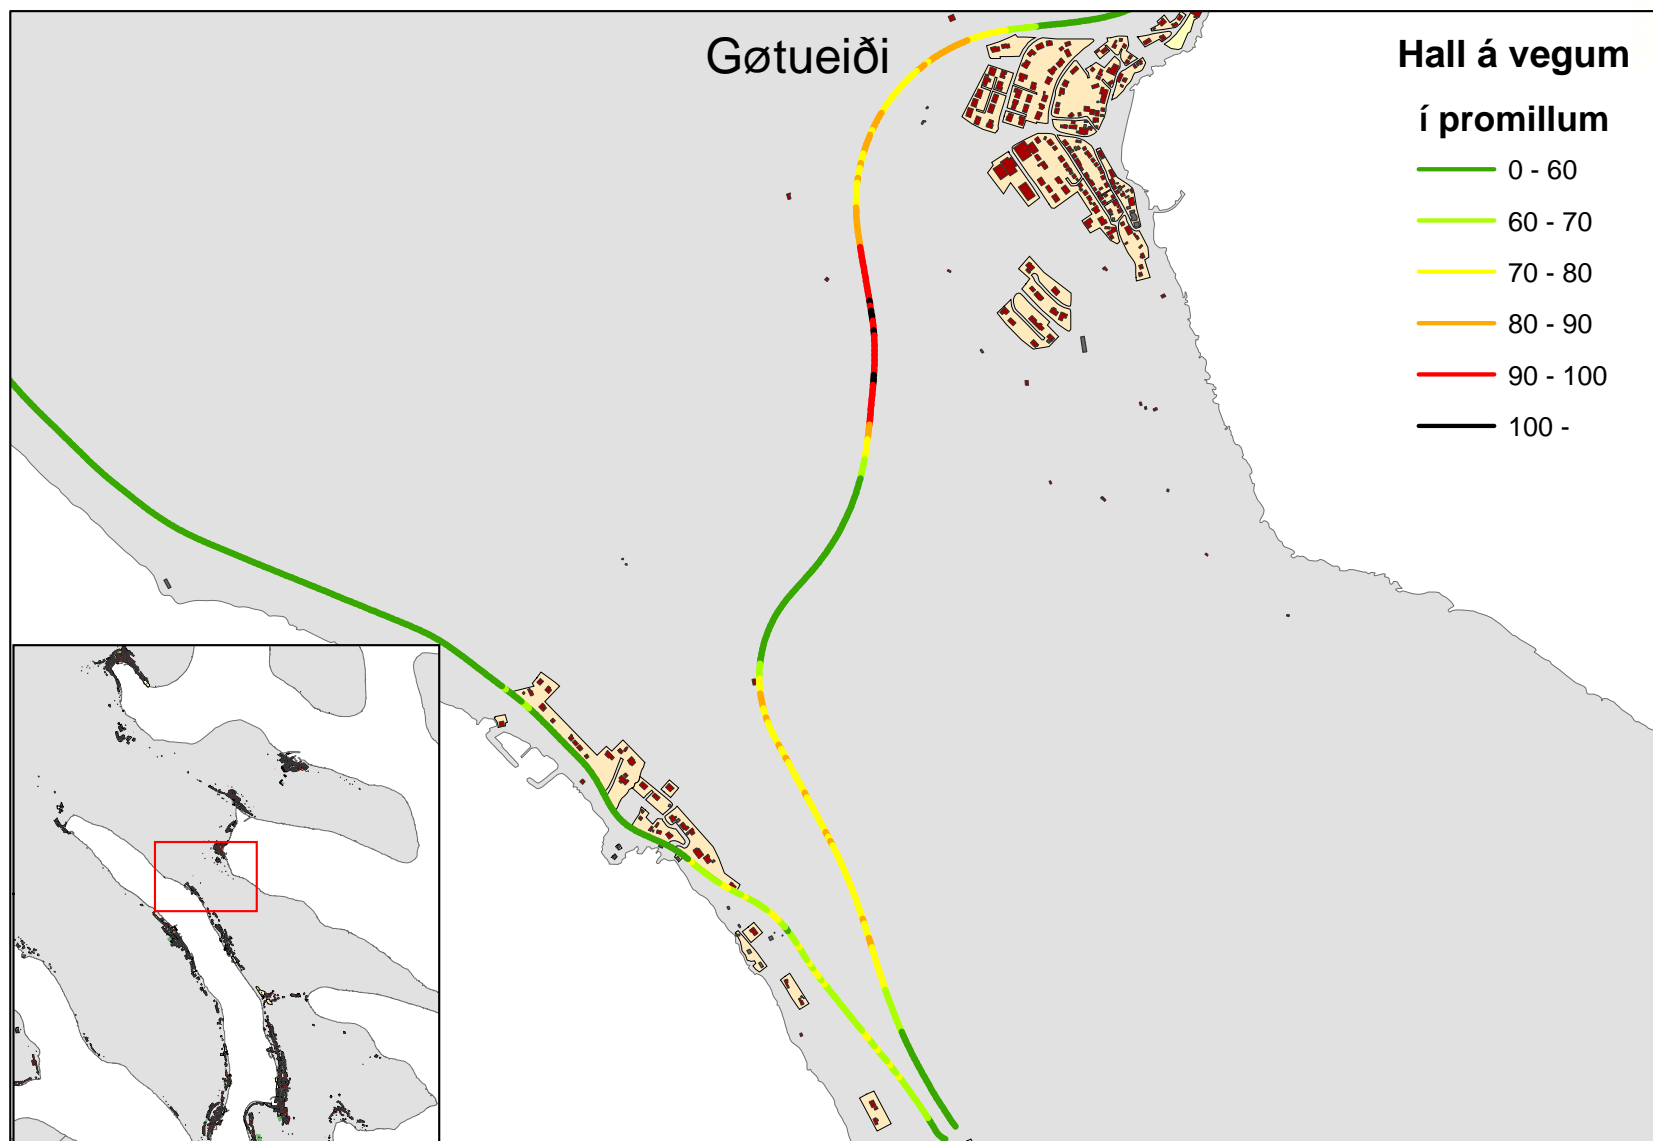 Gøtueiði
Hall á vegum
í promillum
0 - 60
60 - 70
70 - 80
80 - 90
90 - 100
100 -